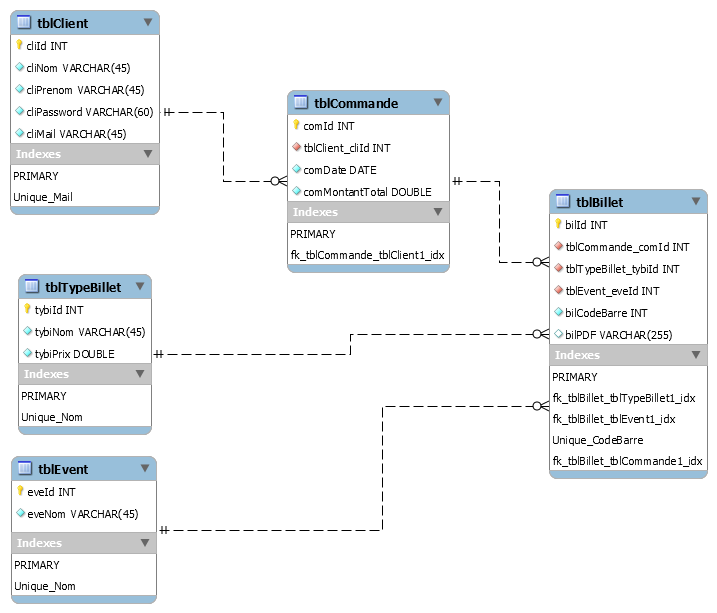 tblClient
cliId INT
cliNom VARCHAR(45)
cliPrenom VARCHAR(45)
cliPassword VARCHAR(60)
cliMail VARCHAR(45)
Indexes
PRIMARY
Unique_Mail
tblCommande
comId INT
tblClient_cliId INT
comDate DATE
comMontantTotal DOUBLE
Indexes
PRIMARY
fk_tblCommande_tblClient1_idx
tblBillet
bilId INT
tblCommande_comId INT
tblTypeBillet_tybiId INT
tblEvent_eveId INT
bilCodeBarre INT
bilPDF VARCHAR(255)
Indexes
PRIMARY
fk_tblBillet_tblTypeBillet1_idx
fk_tblBillet_tblEvent1_idx
Unique_CodeBarre
fk_tblBillet_tblCommande1_idx
tblTypeBillet
tybiId INT
tybiNom VARCHAR(45)
tybiPrix DOUBLE
Indexes
PRIMARY
Unique_Nom
tblEvent
eveId INT
eveNom VARCHAR(45)
Indexes
PRIMARY
Unique_Nom